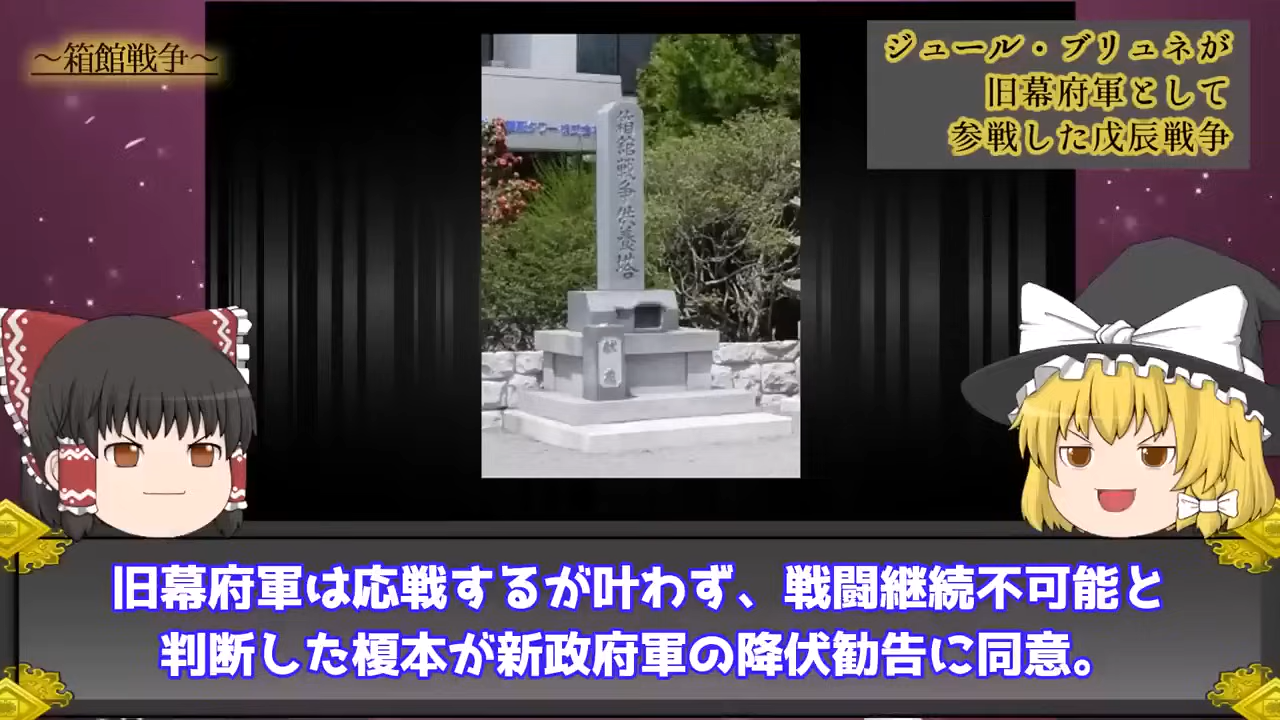 ～箱館戦争～
ジュール・ブリュネが
旧幕府軍として
参戦した戊辰戦争
箱館戦争供養塔
旧幕府軍は応戦するが叶わず、戦闘継続不可能と
判断した榎本が新政府軍の降伏勧告に同意。